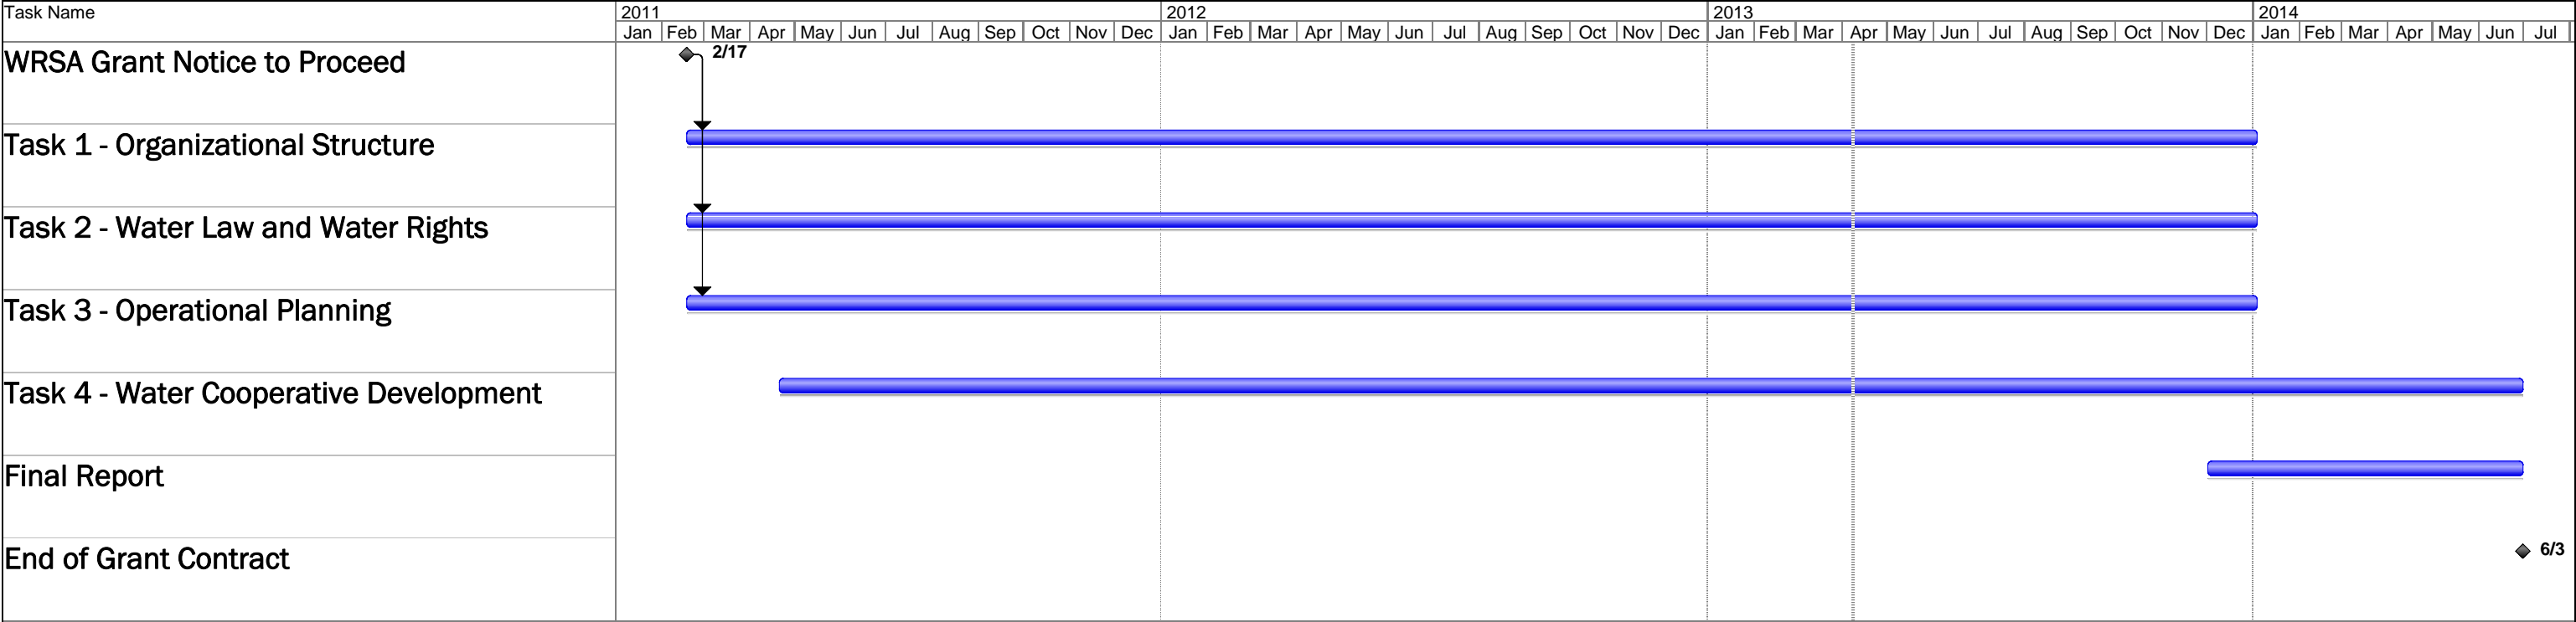 Task Name 2011 2012 2013 2014
Jan Feb Mar Apr May Jun Jul Aug Sep Oct Nov Dec Jan Feb Mar Apr May Jun Jul Aug Sep Oct Nov Dec Jan Feb Mar Apr May Jun Jul Aug Sep Oct Nov Dec Jan Feb Mar Apr May Jun Jul
WRSA Grant Notice to Proceed 2/17
Task 1 - Organizational Structure
Task 2 - Water Law and Water Rights
Task 3 - Operational Planning
Task 4 - Water Cooperative Development
Final Report
End of Grant Contract 6/3